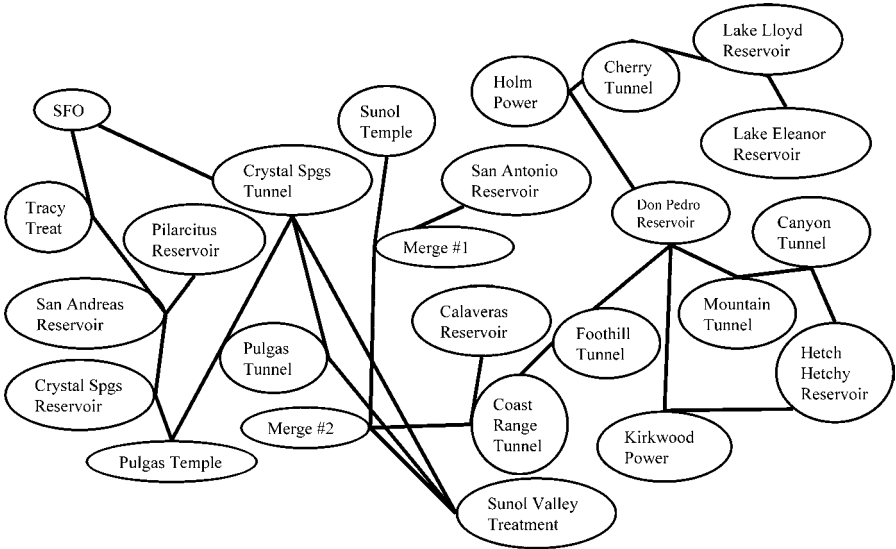 Lake Lloyd
Reservoir
Cherry
Tunnel
Holm
Power
SFO
Sunol
Temple
Lake Eleanor
Reservoir
Crystal Spgs
Tunnel
San Antonio
Reservoir
Don Pedro
Reservoir
Canyon
Tunnel
Tracy
Treat
Pilarcitus
Reservoir
Merge #1
San Andreas
Reservoir
Calaveras
Reservoir
Mountain
Tunnel
Foothill
Tunnel
Pulgas
Tunnel
Hetch
Hetchy
Reservoir
Crystal Spgs
Reservoir
Coast
Range
Tunnel
Merge #2
Kirkwood
Power
Pulgas Temple
Sunol Valley
Treatment